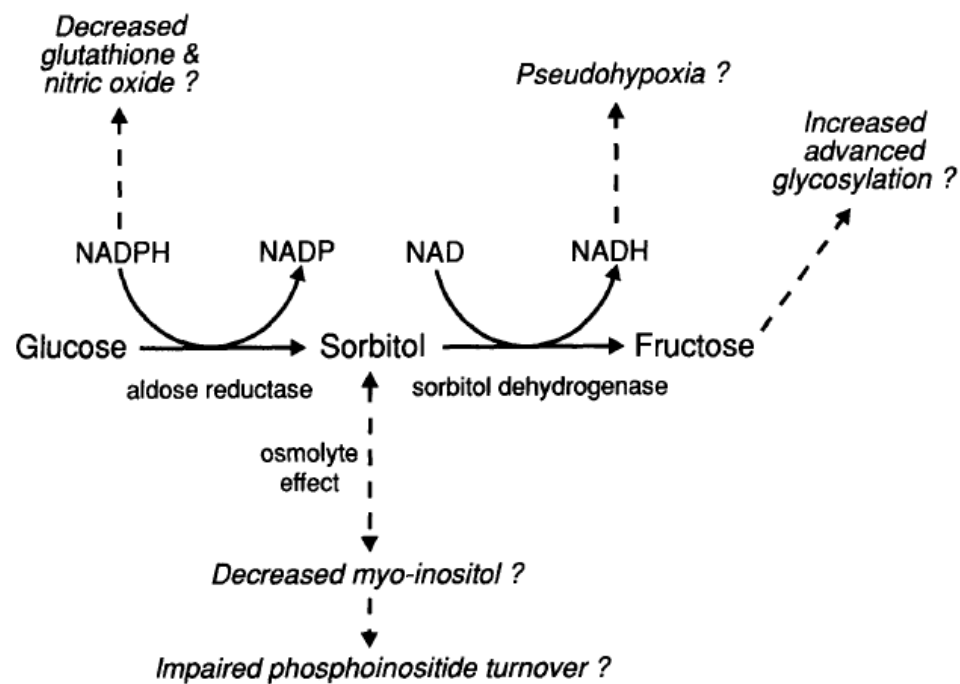 Decreased
glutathione &
nitric oxide ?
Pseudohypoxia ?
Increased
advanced
glycosylation ?
NADPH
NADP
NAD
NADH
Glucose
Sorbitol
Fructose
aldose reductase
sorbitol dehydrogenase
osmolyte
effect
Decreased myo-inositol ?
Impaired phosphoinositide turnover ?